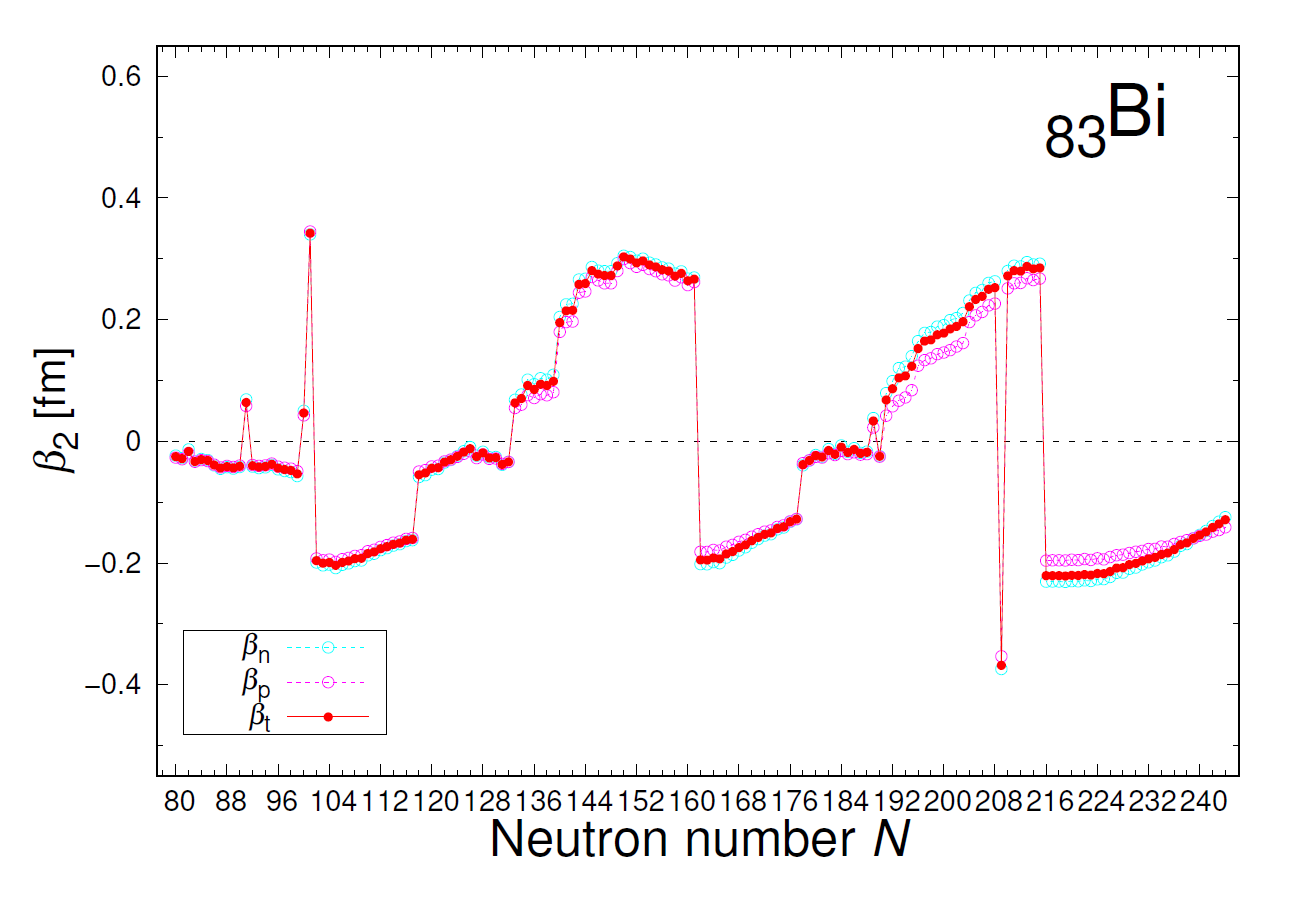 ₈₃Bi
0.6
0.4
0.2
0
−0.2
−0.4
β₂ [fm]
βn
βp
βt
80 88 96 104 112 120 128 136 144 152 160 168 176 184 192 200 208 216 224 232 240
Neutron number N